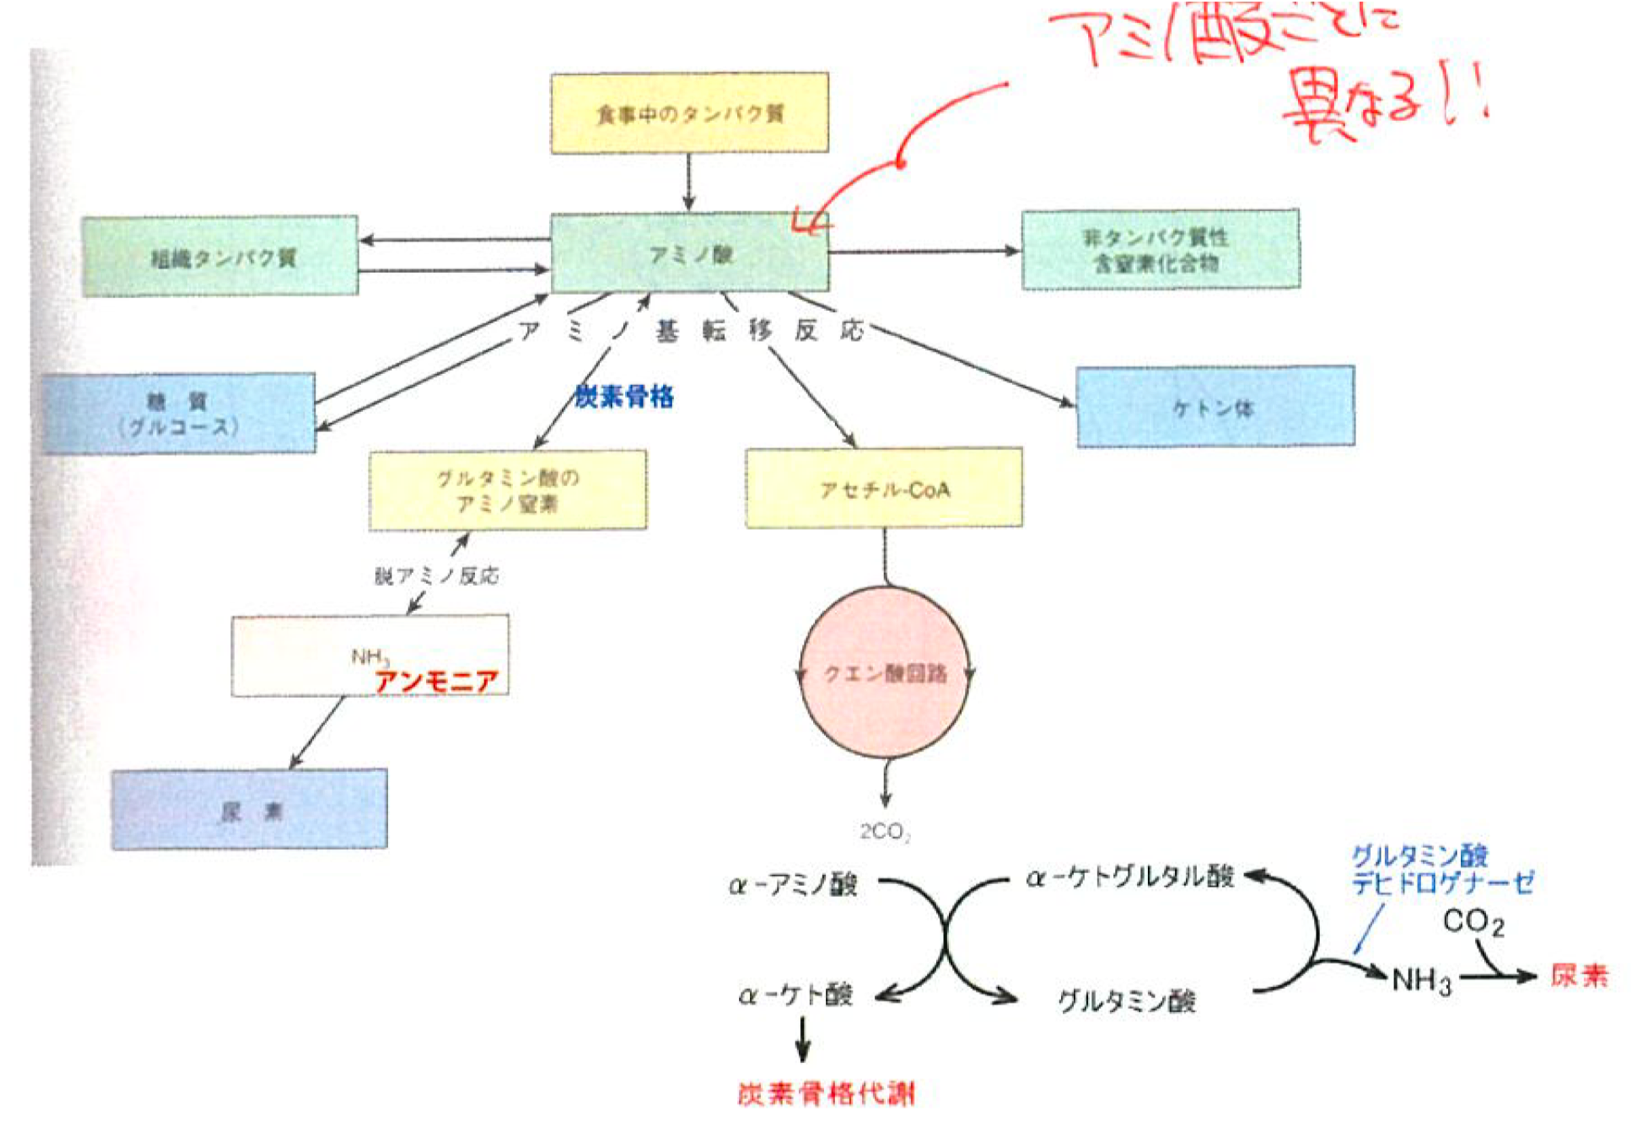 アミノ酸ごとに
異なる!!
食事中のタンパク質
組織タンパク質
アミノ酸
非タンパク質性
含窒素化合物
アミノ基転移反応
糖質
(グルコース)
炭素骨格
ケトン体
グルタミン酸の
アミノ窒素
アセチル-CoA
脱アミノ反応
NH₃
アンモニア
クエン酸回路
尿素
2CO₂
α-アミノ酸
α-ケトグルタル酸
グルタミン酸
デヒドロゲナーゼ
CO₂
α-ケト酸
グルタミン酸
NH₃
尿素
炭素骨格代謝